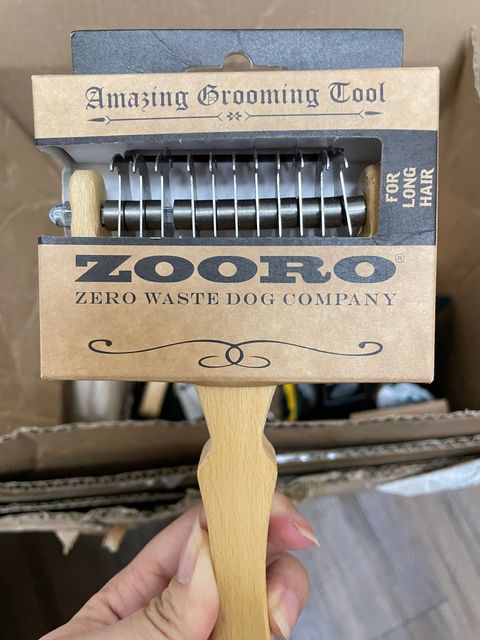 Amazing Grooming Tool
FOR
LONG
HAIR
ZOORO®
ZERO WASTE DOG COMPANY